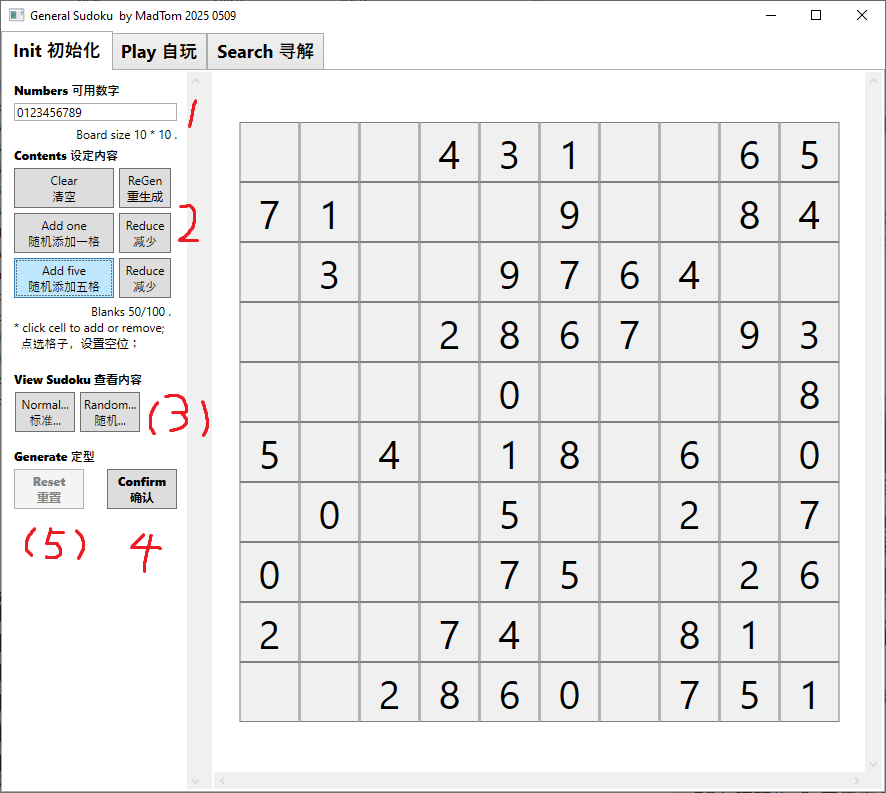 General Sudoku by MadTom 2025 0509
Init 初始化 Play 自玩 Search 寻解
Numbers 可用数字
0123456789
1
Board size 10 * 10 .
Contents 设定内容
Clear 清空 ReGen 重生成
Add one 随机添加一格 Reduce 减少
2
Add five 随机添加五格 Reduce 减少
Blanks 50/100 .
* click cell to add or remove;
点选格子，设置空位；
View Sudoku 查看内容
Normal... 标准... Random... 随机...
(3)
Generate 定型
Reset 重置 Confirm 确认
(5) 4
4 3 1 6 5
7 1 9 8 4
3 9 7 6 4
2 8 6 7 9 3
0 8
5 4 1 8 6 0
0 5 2 7
0 7 5 2 6
2 7 4 8 1
2 8 6 0 7 5 1